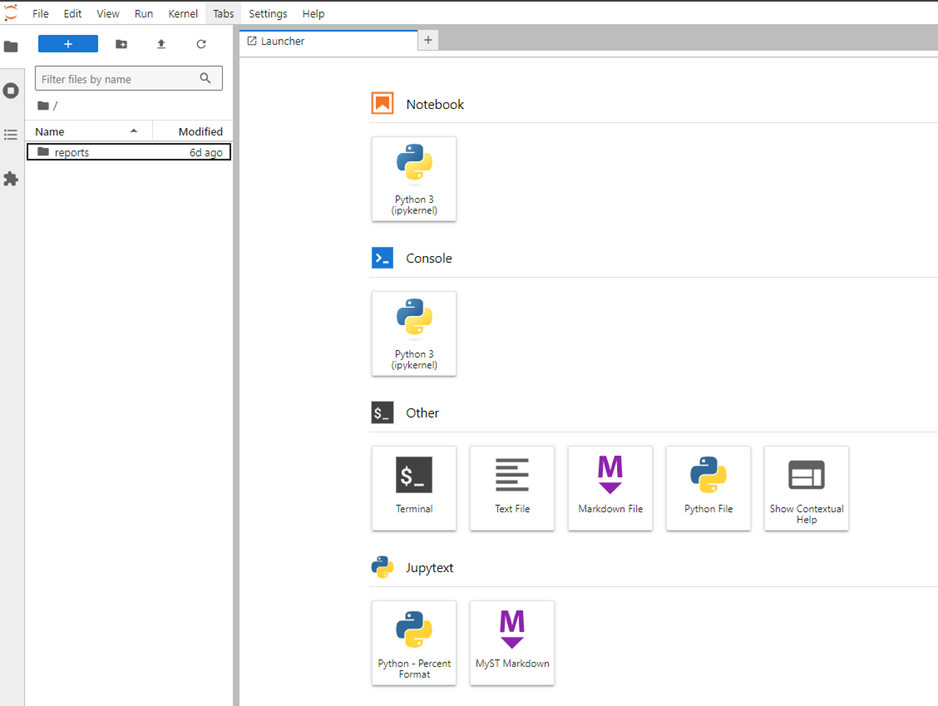 File Edit View Run Kernel Tabs Settings Help
+
Launcher
+
Filter files by name
/
Name Modified
reports 6d ago
Notebook
Python 3
(ipykernel)
>_ Console
Python 3
(ipykernel)
$_ Other
$_
Terminal
Text File
M
Markdown File
Python File
Show Contextual
Help
Jupytext
Python - Percent
Format
M
MyST Markdown